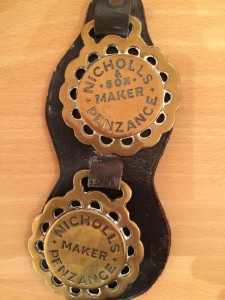 NICHOLLS
& SON
MAKER
PENZANCE
NICHOLLS
MAKER
PENZANCE